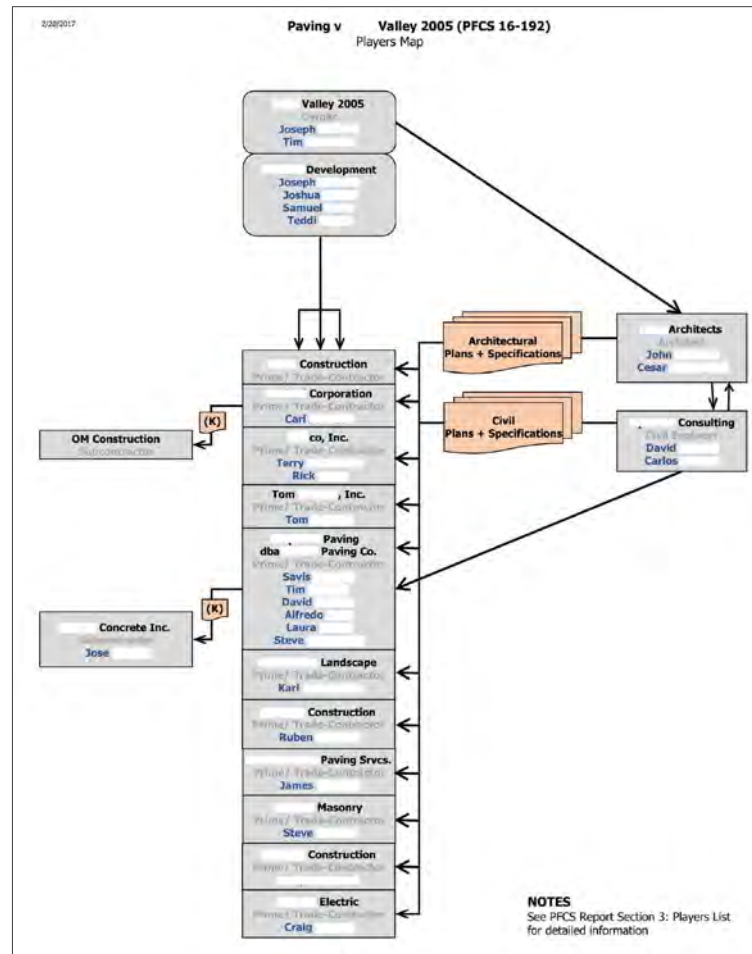 2/28/2017
Paving v Valley 2005 (PFCS 16-192)
Players Map
Valley 2005
Owner
Joseph
Tim
Development
Joseph
Joshua
Samuel
Teddi
Construction
Prime/ Trade-Contractor
Corporation
Prime/ Trade-Contractor
Carl
(K)
OM Construction
Subcontractor
co, Inc.
Prime/ Trade-Contractor
Terry
Rick
Tom , Inc.
Prime/ Trade-Contractor
Tom
Paving
dba Paving Co.
Prime/ Trade-Contractor
Savis
Tim
David
Alfredo
Laura
Steve
(K)
Concrete Inc.
Subcontractor
Jose
Landscape
Prime/ Trade-Contractor
Karl
Construction
Prime/ Trade-Contractor
Ruben
Paving Srvcs.
Prime/ Trade-Contractor
James
Masonry
Prime/ Trade-Contractor
Steve
Construction
Prime/ Trade-Contractor
Electric
Prime/ Trade-Contractor
Craig
Architectural
Plans + Specifications
Civil
Plans + Specifications
Architects
Architect
John
Cesar
Consulting
Civil Engineer
David
Carlos
NOTES
See PFCS Report Section 3: Players List
for detailed information